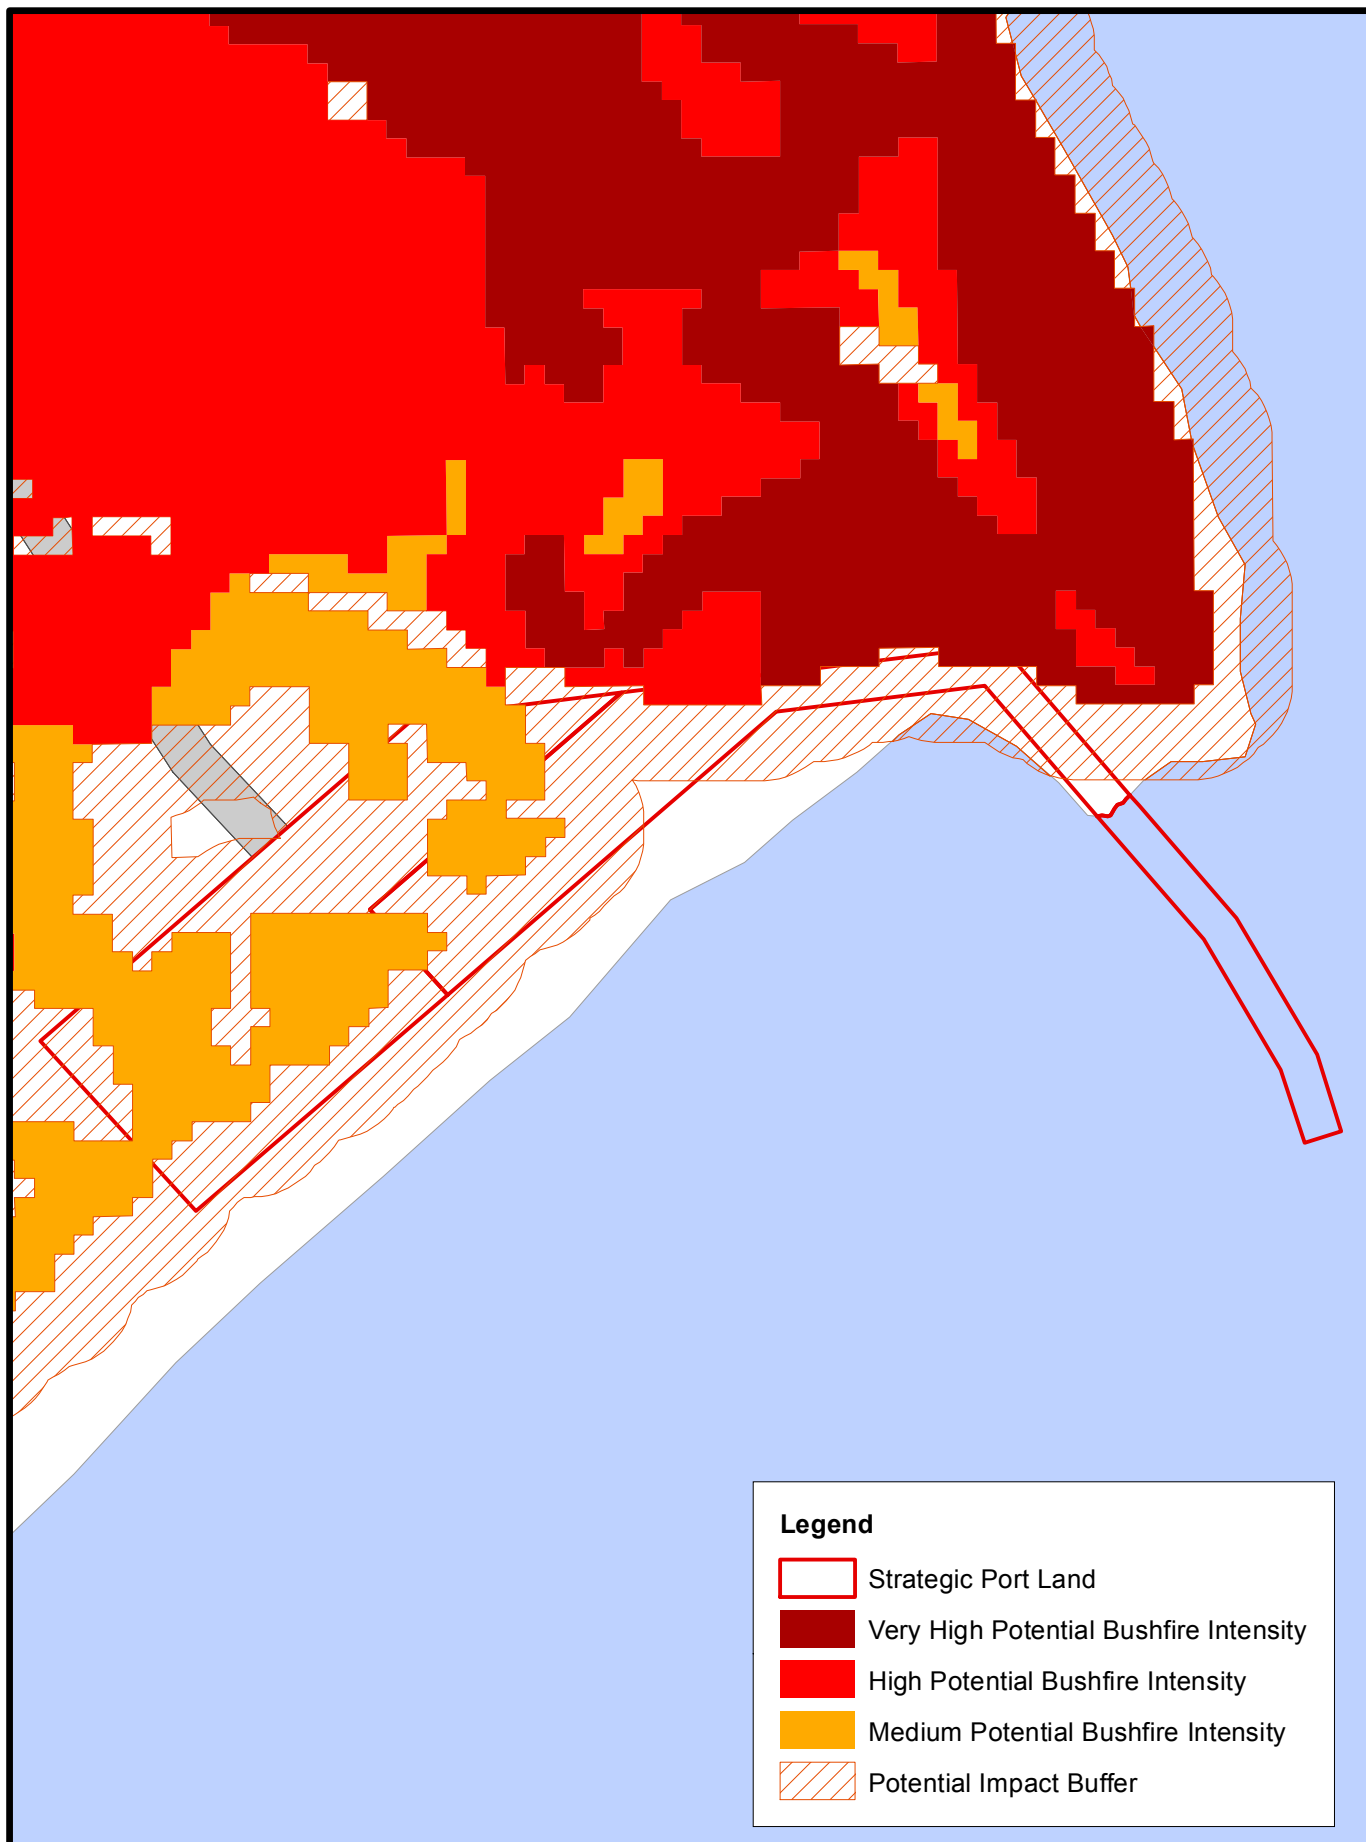 Legend
Strategic Port Land
Very High Potential Bushfire Intensity
High Potential Bushfire Intensity
Medium Potential Bushfire Intensity
Potential Impact Buffer